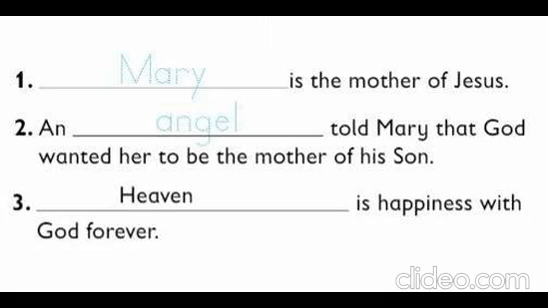 1. Mary is the mother of Jesus.
2. An angel told Mary that God
wanted her to be the mother of his Son.
3. Heaven is happiness with
God forever.
clideo.com